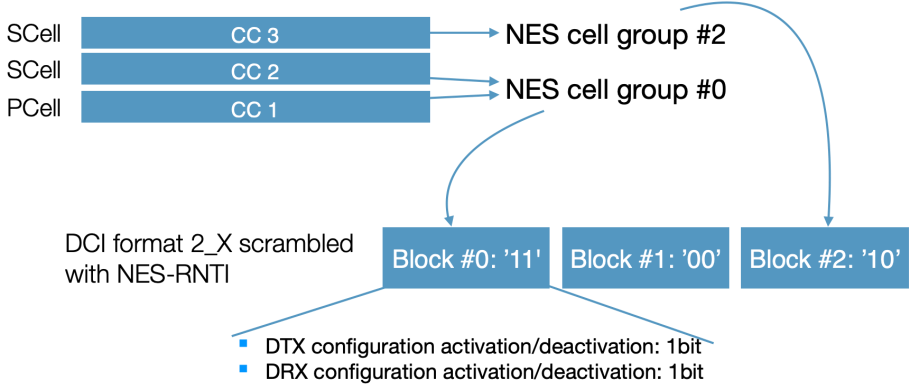 SCell CC 3 NES cell group #2
SCell CC 2
NES cell group #0
PCell CC 1
DCI format 2_X scrambled
with NES-RNTI
Block #0: '11' Block #1: '00' Block #2: '10'
DTX configuration activation/deactivation: 1bit
DRX configuration activation/deactivation: 1bit